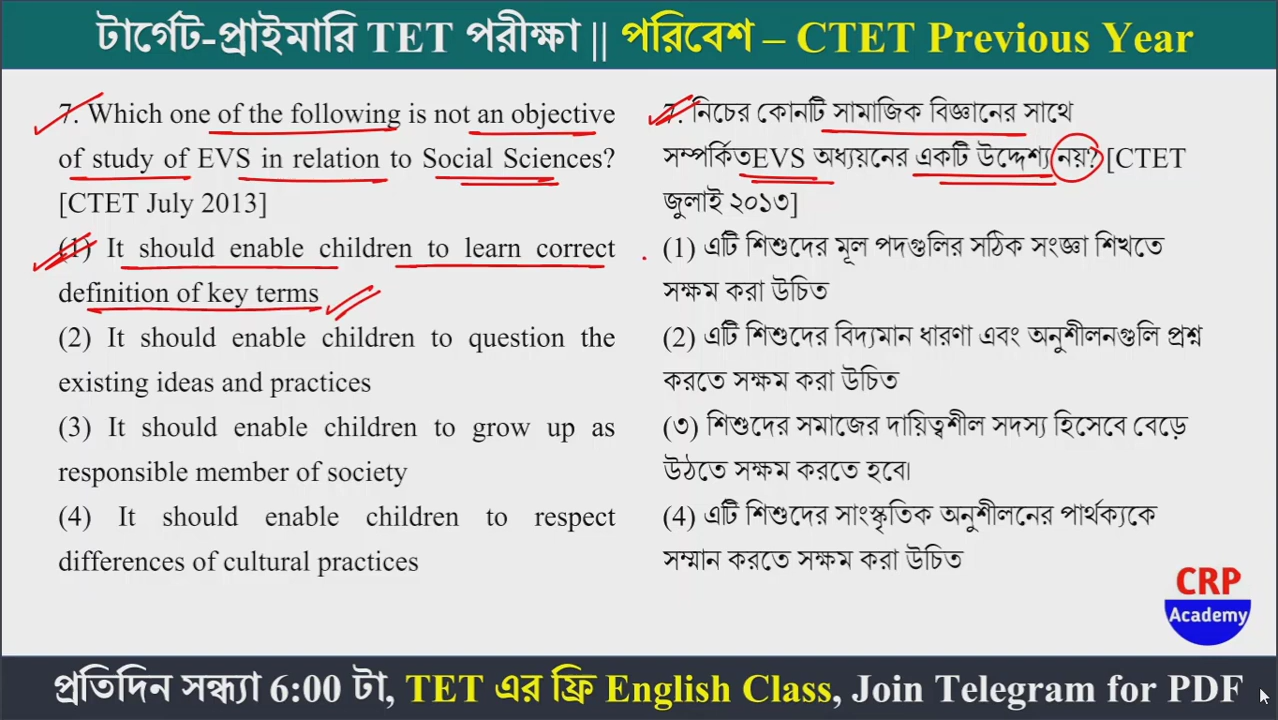 টার্গেট-প্রাইমারি TET পরীক্ষা || পরিবেশ – CTET Previous Year
7. Which one of the following is not an objective
of study of EVS in relation to Social Sciences?
[CTET July 2013]
(1) It should enable children to learn correct
definition of key terms
(2) It should enable children to question the
existing ideas and practices
(3) It should enable children to grow up as
responsible member of society
(4) It should enable children to respect
differences of cultural practices
7. নিচের কোনটি সামাজিক বিজ্ঞানের সাথে
সম্পর্কিতEVS অধ্যয়নের একটি উদ্দেশ্য নয়? [CTET
জুলাই ২০১৩]
(1) এটি শিশুদের মূল পদগুলির সঠিক সংজ্ঞা শিখতে
সক্ষম করা উচিত
(2) এটি শিশুদের বিদ্যমান ধারণা এবং অনুশীলনগুলি প্রশ্ন
করতে সক্ষম করা উচিত
(৩) শিশুদের সমাজের দায়িত্বশীল সদস্য হিসেবে বেড়ে
উঠতে সক্ষম করতে হবে।
(4) এটি শিশুদের সাংস্কৃতিক অনুশীলনের পার্থক্যকে
সম্মান করতে সক্ষম করা উচিত
CRP
Academy
প্রতিদিন সন্ধ্যা 6:00 টা, TET এর ফ্রি English Class, Join Telegram for PDF